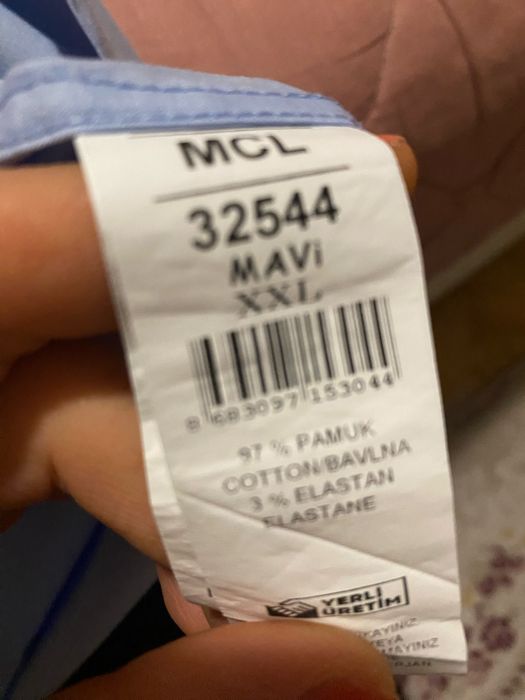 MCL
32544
MAVi
XXL
8 683097 153044
97 % PAMUK
COTTON/BAVLNA
3 % ELASTAN
ELASTANE
YERLİ
ÜRETİM